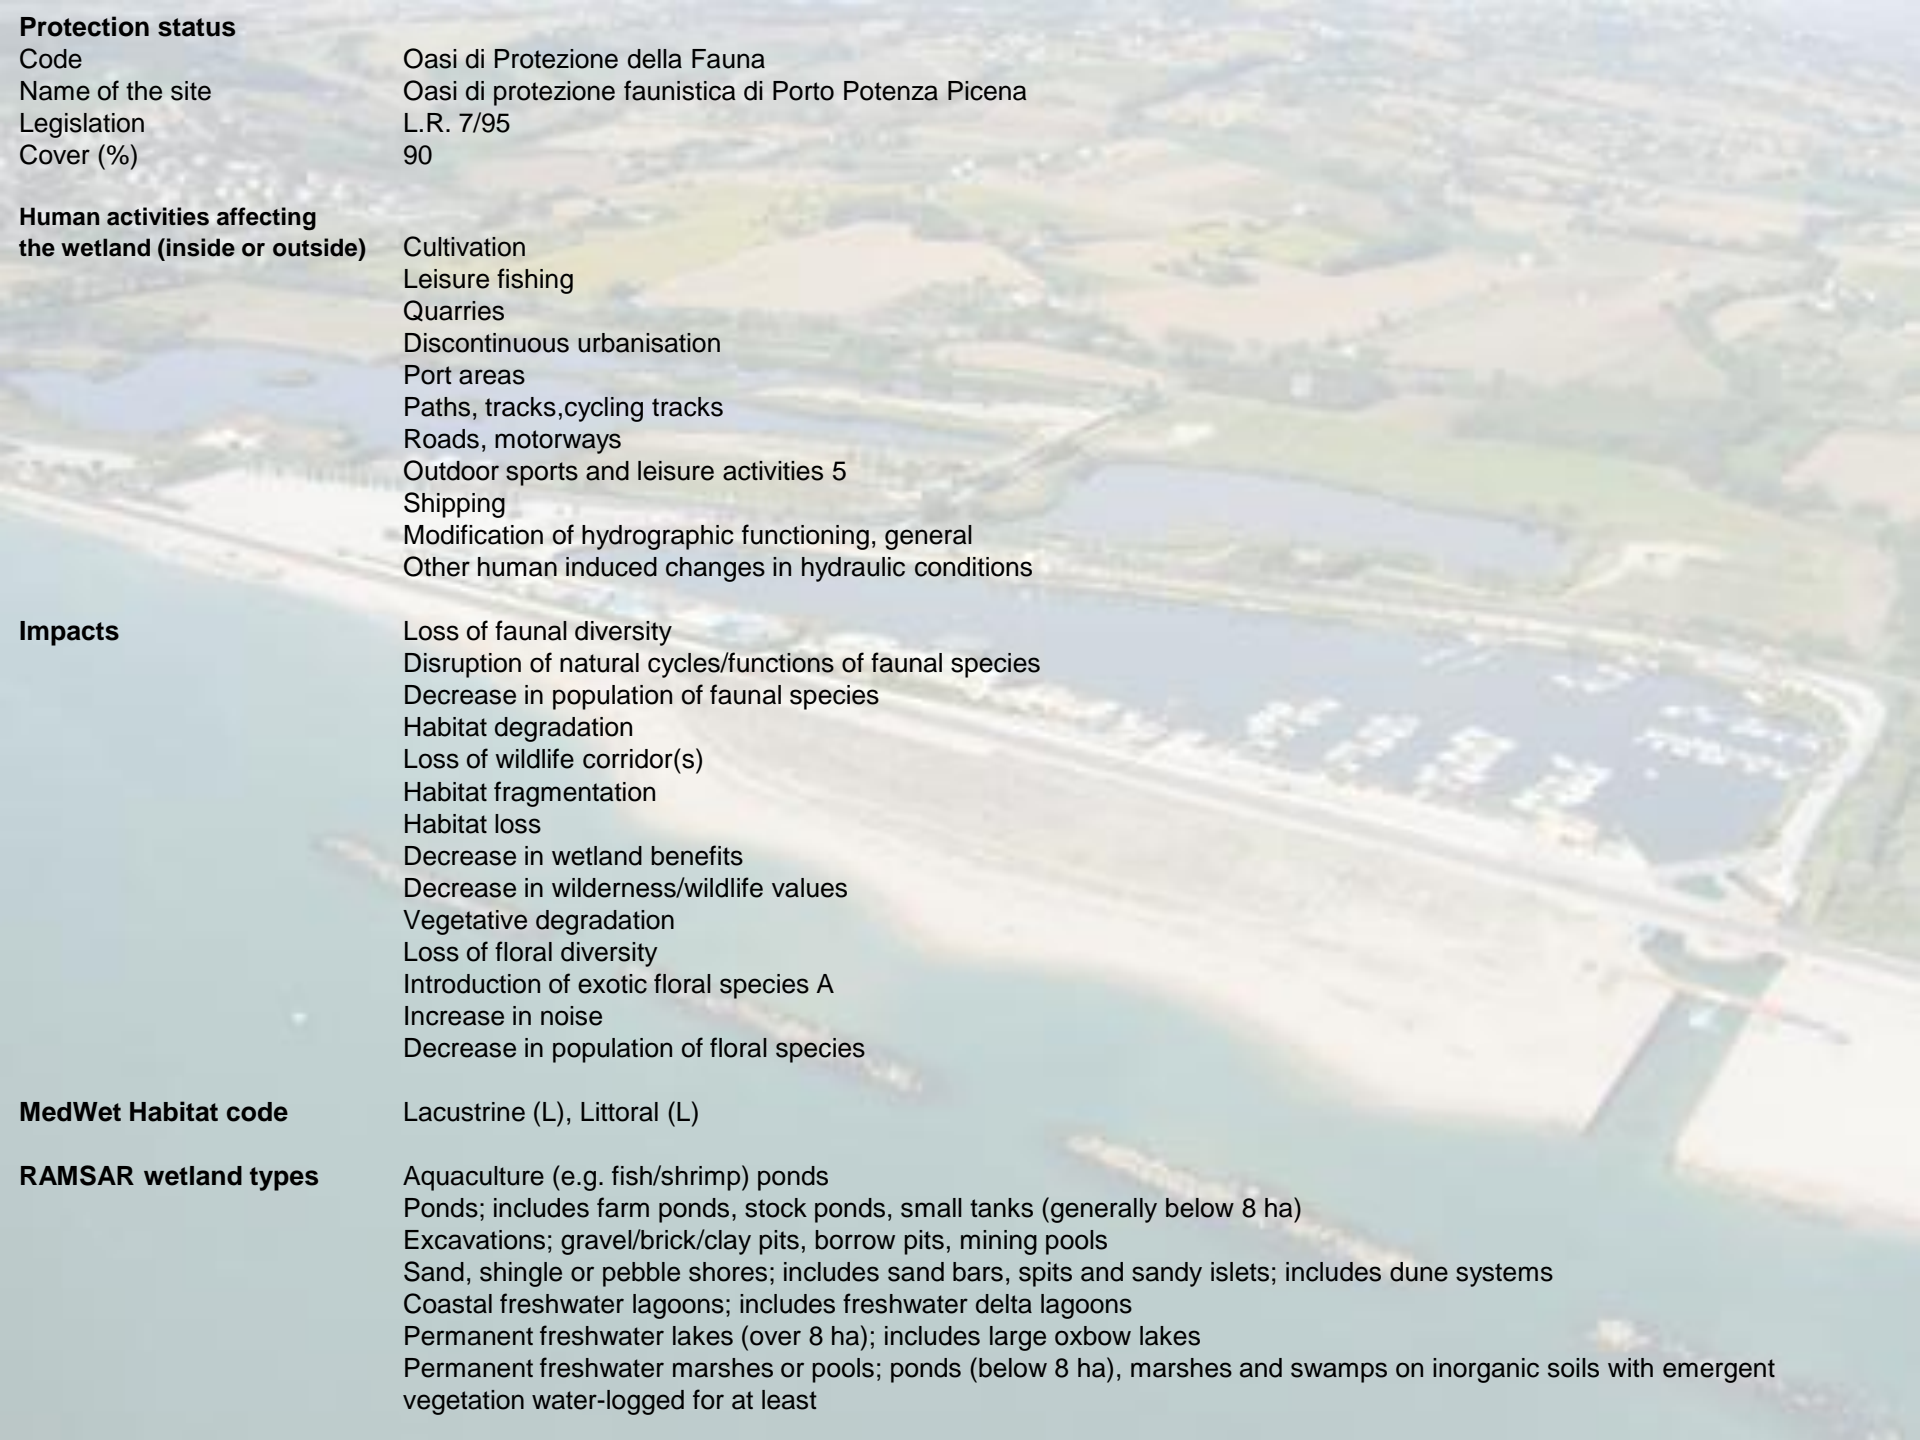 Protection status
Code Oasi di Protezione della Fauna
Name of the site Oasi di protezione faunistica di Porto Potenza Picena
Legislation L.R. 7/95
Cover (%) 90
Human activities affecting
the wetland (inside or outside) Cultivation
Leisure fishing
Quarries
Discontinuous urbanisation
Port areas
Paths, tracks,cycling tracks
Roads, motorways
Outdoor sports and leisure activities 5
Shipping
Modification of hydrographic functioning, general
Other human induced changes in hydraulic conditions
Impacts Loss of faunal diversity
Disruption of natural cycles/functions of faunal species
Decrease in population of faunal species
Habitat degradation
Loss of wildlife corridor(s)
Habitat fragmentation
Habitat loss
Decrease in wetland benefits
Decrease in wilderness/wildlife values
Vegetative degradation
Loss of floral diversity
Introduction of exotic floral species A
Increase in noise
Decrease in population of floral species
MedWet Habitat code Lacustrine (L), Littoral (L)
RAMSAR wetland types Aquaculture (e.g. fish/shrimp) ponds
Ponds; includes farm ponds, stock ponds, small tanks (generally below 8 ha)
Excavations; gravel/brick/clay pits, borrow pits, mining pools
Sand, shingle or pebble shores; includes sand bars, spits and sandy islets; includes dune systems
Coastal freshwater lagoons; includes freshwater delta lagoons
Permanent freshwater lakes (over 8 ha); includes large oxbow lakes
Permanent freshwater marshes or pools; ponds (below 8 ha), marshes and swamps on inorganic soils with emergent
vegetation water-logged for at least